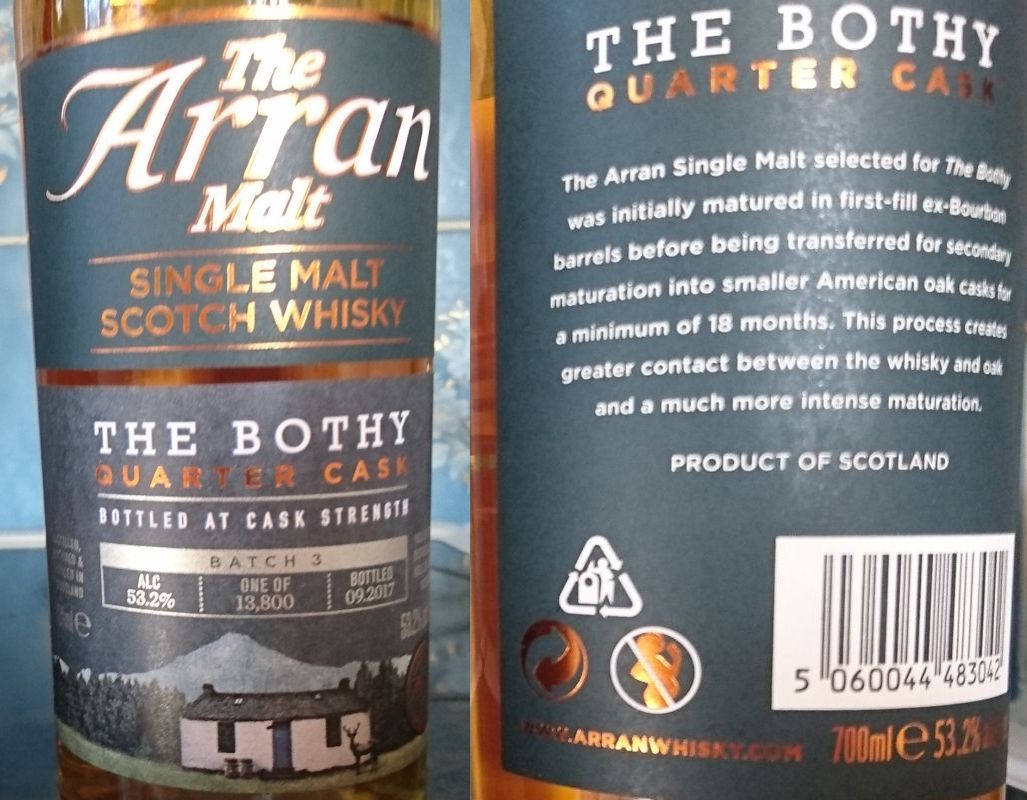 The
Arran
Malt
SINGLE MALT
SCOTCH WHISKY
THE BOTHY
QUARTER CASK
BOTTLED AT CASK STRENGTH
BATCH 3
ALC
53.2%
ONE OF
13,800
BOTTLED
09.2017
THE BOTHY
QUARTER CASK
The Arran Single Malt selected for The Bothy
was initially matured in first-fill ex-Bourbon
barrels before being transferred for secondary
maturation into smaller American oak casks for
a minimum of 18 months. This process creates
greater contact between the whisky and oak
and a much more intense maturation.
PRODUCT OF SCOTLAND
5 060044 483042
WWW.ARRANWHISKY.COM
700ml e 53.2%